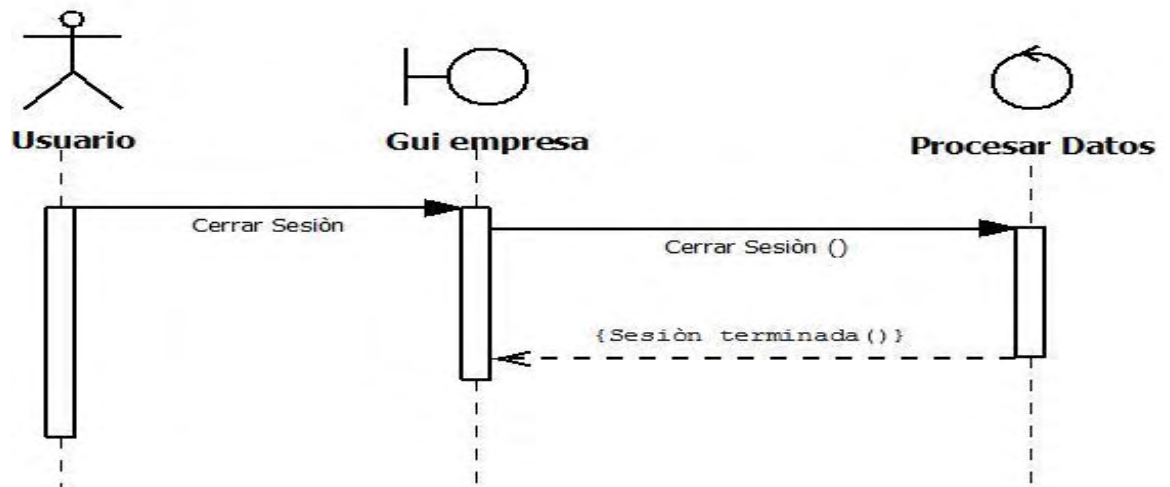 Usuario
Gui empresa
Procesar Datos
Cerrar Sesiòn
Cerrar Sesiòn ()
{Sesiòn terminada()}